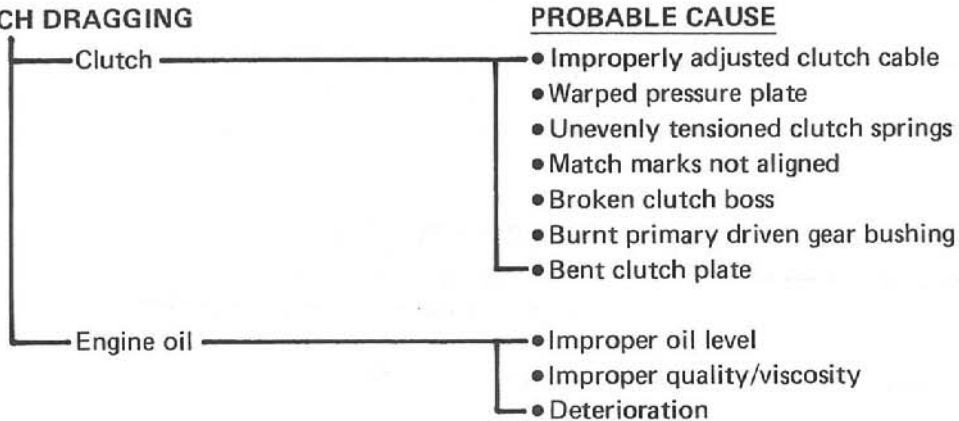 CH DRAGGING
PROBABLE CAUSE
Clutch
• Improperly adjusted clutch cable
• Warped pressure plate
• Unevenly tensioned clutch springs
• Match marks not aligned
• Broken clutch boss
• Burnt primary driven gear bushing
• Bent clutch plate
Engine oil
• Improper oil level
• Improper quality/viscosity
• Deterioration